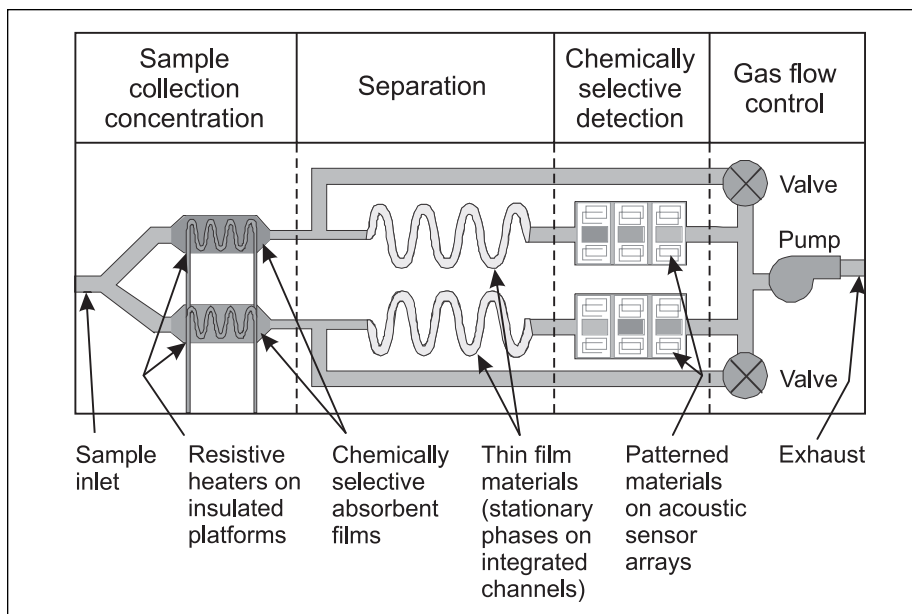 Sample
collection
concentration
Separation
Chemically
selective
detection
Gas flow
control
Valve
Pump
Valve
Sample
inlet
Resistive
heaters on
insulated
platforms
Chemically
selective
absorbent
films
Thin film
materials
(stationary
phases on
integrated
channels)
Patterned
materials
on acoustic
sensor
arrays
Exhaust